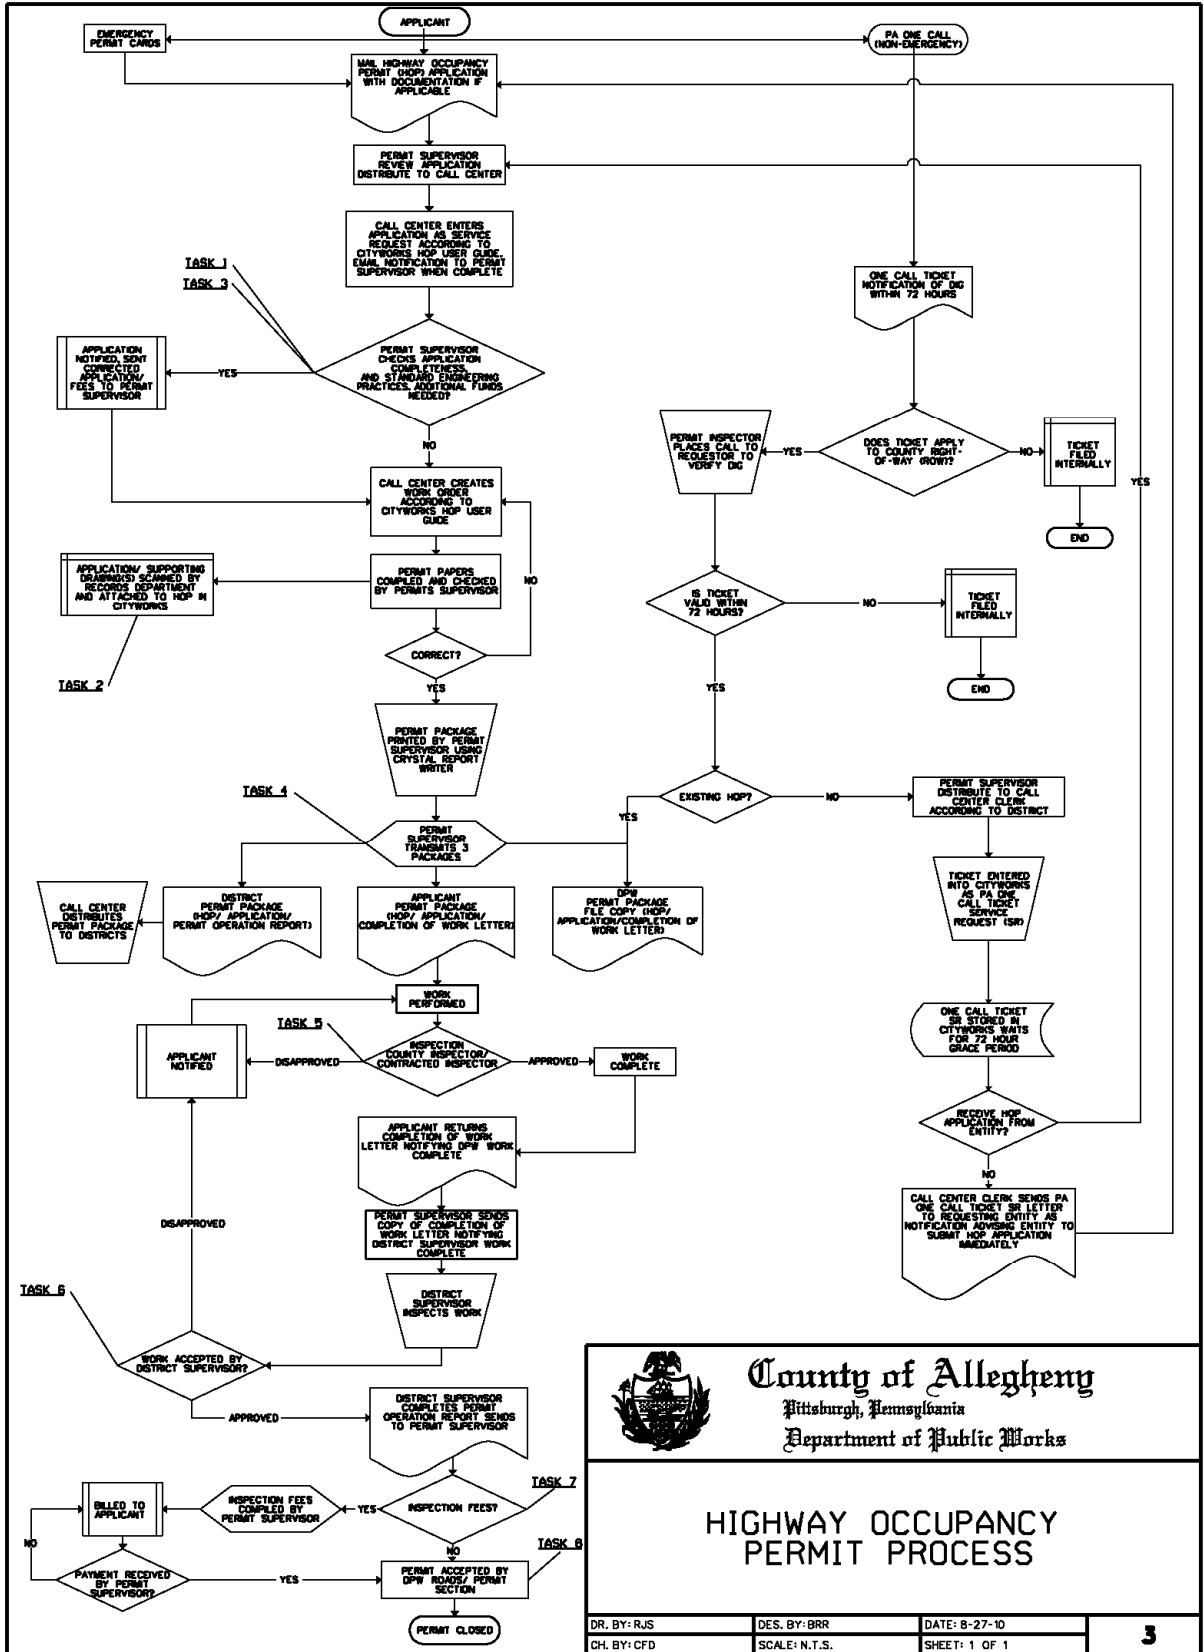 APPLICANT
EMERGENCY
PERMIT CARDS
PA ONE CALL
(NON-EMERGENCY)
MAIL HIGHWAY OCCUPANCY
PERMIT (HOP) APPLICATION
WITH DOCUMENTATION IF
APPLICABLE
PERMIT SUPERVISOR
REVIEW APPLICATION
DISTRIBUTE TO CALL CENTER
CALL CENTER ENTERS
APPLICATION AS SERVICE
REQUEST ACCORDING TO
CITYWORKS HOP USER GUIDE.
EMAIL NOTIFICATION TO PERMIT
SUPERVISOR WHEN COMPLETE
TASK 1
TASK 3
ONE CALL TICKET
NOTIFICATION OF DIG
WITHIN 72 HOURS
PERMIT SUPERVISOR
CHECKS APPLICATION
COMPLETENESS,
AND STANDARD ENGINEERING
PRACTICES. ADDITIONAL FUNDS
NEEDED?
YES
APPLICATION
NOTIFIED, SENT
CORRECTED
APPLICATION/
FEES TO PERMIT
SUPERVISOR
NO
PERMIT INSPECTOR
PLACES CALL TO
REQUESTOR TO
VERIFY DIG
YES
DOES TICKET APPLY
TO COUNTY RIGHT-
OF-WAY (ROW)?
NO
TICKET
FILED
INTERNALLY
YES
END
CALL CENTER CREATES
WORK ORDER
ACCORDING TO
CITYWORKS HOP USER
GUIDE
NO
APPLICATION/ SUPPORTING
DRAWING(S) SCANNED BY
RECORDS DEPARTMENT
AND ATTACHED TO HOP IN
CITYWORKS
PERMIT PAPERS
COMPILED AND CHECKED
BY PERMITS SUPERVISOR
IS TICKET
VALID WITHIN
72 HOURS?
NO
TICKET
FILED
INTERNALLY
CORRECT?
TASK 2
YES
YES
END
PERMIT PACKAGE
PRINTED BY PERMIT
SUPERVISOR USING
CRYSTAL REPORT
WRITER
TASK 4
EXISTING HOP?
NO
YES
PERMIT SUPERVISOR
DISTRIBUTE TO CALL
CENTER CLERK
ACCORDING TO DISTRICT
PERMIT
SUPERVISOR
TRANSMITS 3
PACKAGES
CALL CENTER
DISTRIBUTES
PERMIT PACKAGE
TO DISTRICTS
DISTRICT
PERMIT PACKAGE
(HOP/ APPLICATION/
PERMIT OPERATION REPORT)
APPLICANT
PERMIT PACKAGE
(HOP/ APPLICATION/
COMPLETION OF WORK LETTER)
DPW
PERMIT PACKAGE
FILE COPY (HOP/
APPLICATION/COMPLETION OF
WORK LETTER)
TICKET ENTERED
INTO CITYWORKS
AS PA ONE
CALL TICKET
SERVICE
REQUEST (SR)
WORK
PERFORMED
TASK 5
ONE CALL TICKET
SR STORED IN
CITYWORKS WAITS
FOR 72 HOUR
GRACE PERIOD
APPLICANT
NOTIFIED
DISAPPROVED
INSPECTION
COUNTY INSPECTOR/
CONTRACTED INSPECTOR
APPROVED
WORK
COMPLETE
RECEIVE HOP
APPLICATION FROM
ENTITY?
APPLICANT RETURNS
COMPLETION OF WORK
LETTER NOTIFYING DPW WORK
COMPLETE
NO
CALL CENTER CLERK SENDS PA
ONE CALL TICKET SR LETTER
TO REQUESTING ENTITY AS
NOTIFICATION ADVISING ENTITY TO
SUBMIT HOP APPLICATION
IMMEDIATELY
DISAPPROVED
PERMIT SUPERVISOR SENDS
COPY OF COMPLETION OF
WORK LETTER NOTIFYING
DISTRICT SUPERVISOR WORK
COMPLETE
TASK 6
DISTRICT
SUPERVISOR
INSPECTS WORK
WORK ACCEPTED BY
DISTRICT SUPERVISOR?
APPROVED
DISTRICT SUPERVISOR
COMPLETES PERMIT
OPERATION REPORT SENDS
TO PERMIT SUPERVISOR
TASK 7
BILLED TO
APPLICANT
INSPECTION FEES
COMPILED BY
PERMIT SUPERVISOR
YES
INSPECTION FEES?
NO
NO
TASK 8
PAYMENT RECEIVED
BY PERMIT
SUPERVISOR?
YES
PERMIT ACCEPTED BY
DPW ROADS/ PERMIT
SECTION
PERMIT CLOSED
County of Allegheny
Pittsburgh, Pennsylvania
Department of Public Works
HIGHWAY OCCUPANCY
PERMIT PROCESS
DR. BY: RJS
DES. BY: BRR
DATE: 8-27-10
3
CH. BY: CFD
SCALE: N.T.S.
SHEET: 1 OF 1